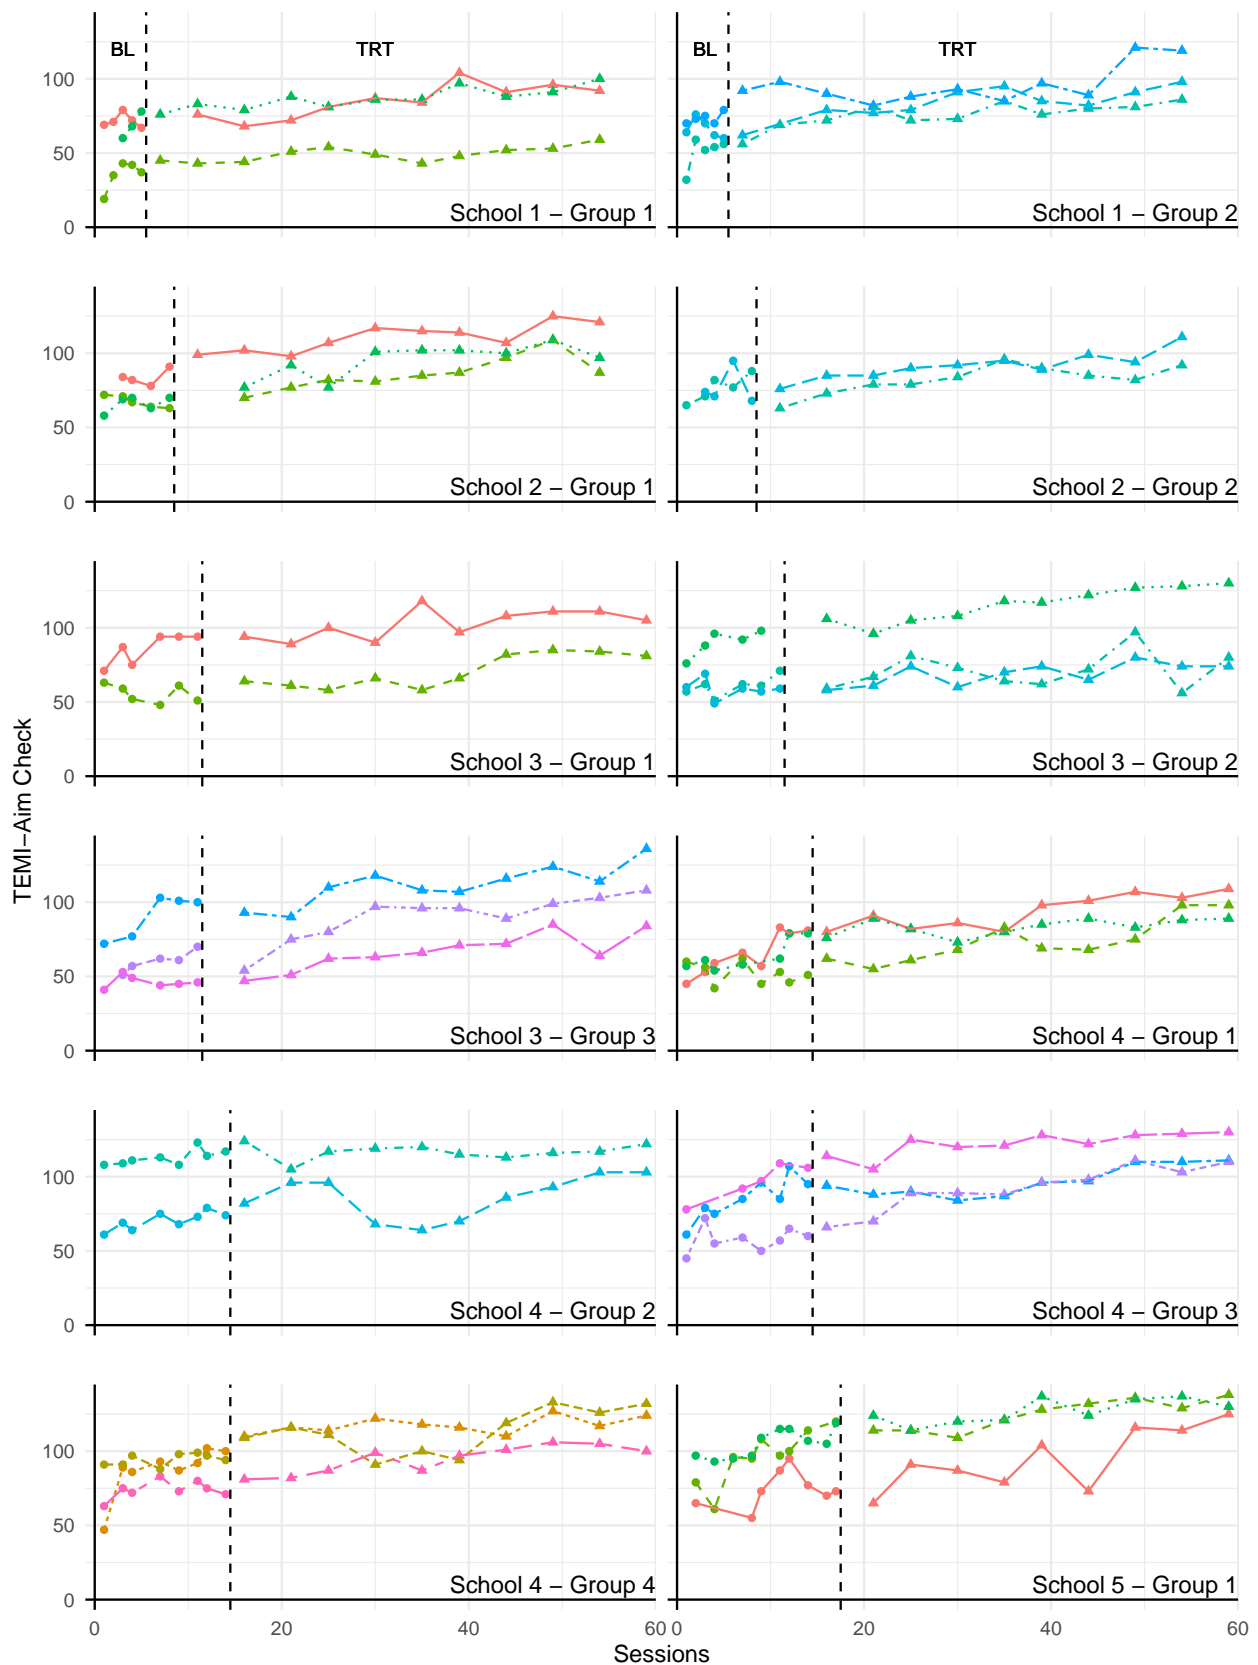 BL
TRT
BL
TRT
100
50
0
School 1 – Group 1
School 1 – Group 2
100
50
0
School 2 – Group 1
School 2 – Group 2
100
50
0
School 3 – Group 1
School 3 – Group 2
TEMI–Aim Check
100
50
0
School 3 – Group 3
School 4 – Group 1
100
50
0
School 4 – Group 2
School 4 – Group 3
100
50
0
School 4 – Group 4
School 5 – Group 1
0
20
40
60
0
20
40
60
Sessions